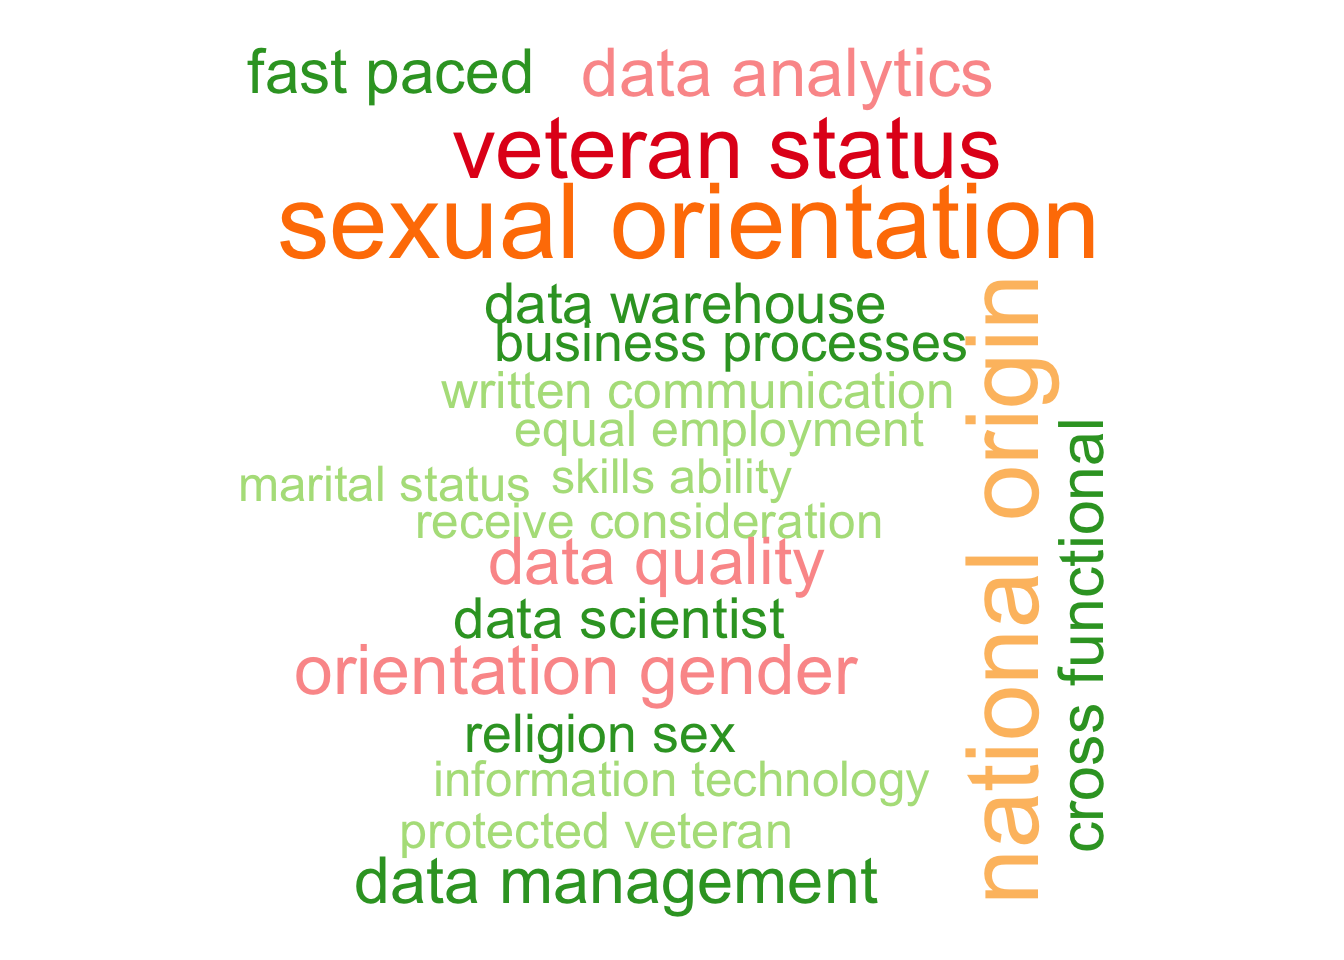 fast paced
data analytics
veteran status
sexual orientation
data warehouse
business processes
written communication
equal employment
marital status
skills ability
receive consideration
data quality
data scientist
orientation gender
religion sex
information technology
protected veteran
data management
national origin
cross functional